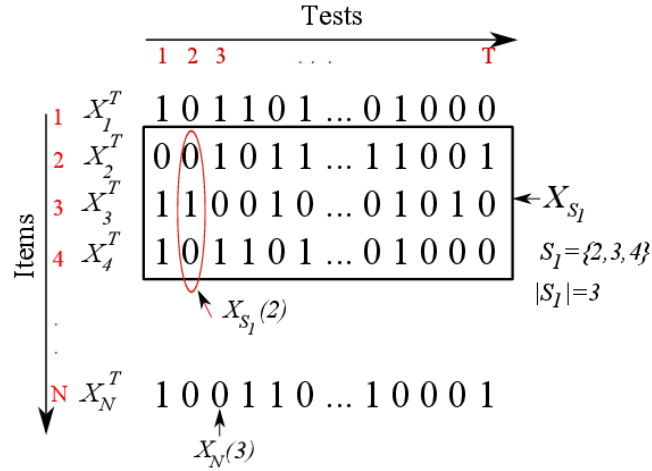 Tests
1 2 3 . . . T
1 X_1^T 1 0 1 1 0 1 ... 0 1 0 0 0
2 X_2^T 0 0 1 0 1 1 ... 1 1 0 0 1
3 X_3^T 1 1 0 0 1 0 ... 0 1 0 1 0
4 X_4^T 1 0 1 1 0 1 ... 0 1 0 0 0
X_{S_1}
S_1={2,3,4}
|S_1|=3
X_{S_1}(2)
.
.
N X_N^T 1 0 0 1 1 0 ... 1 0 0 0 1
X_N(3)
Items